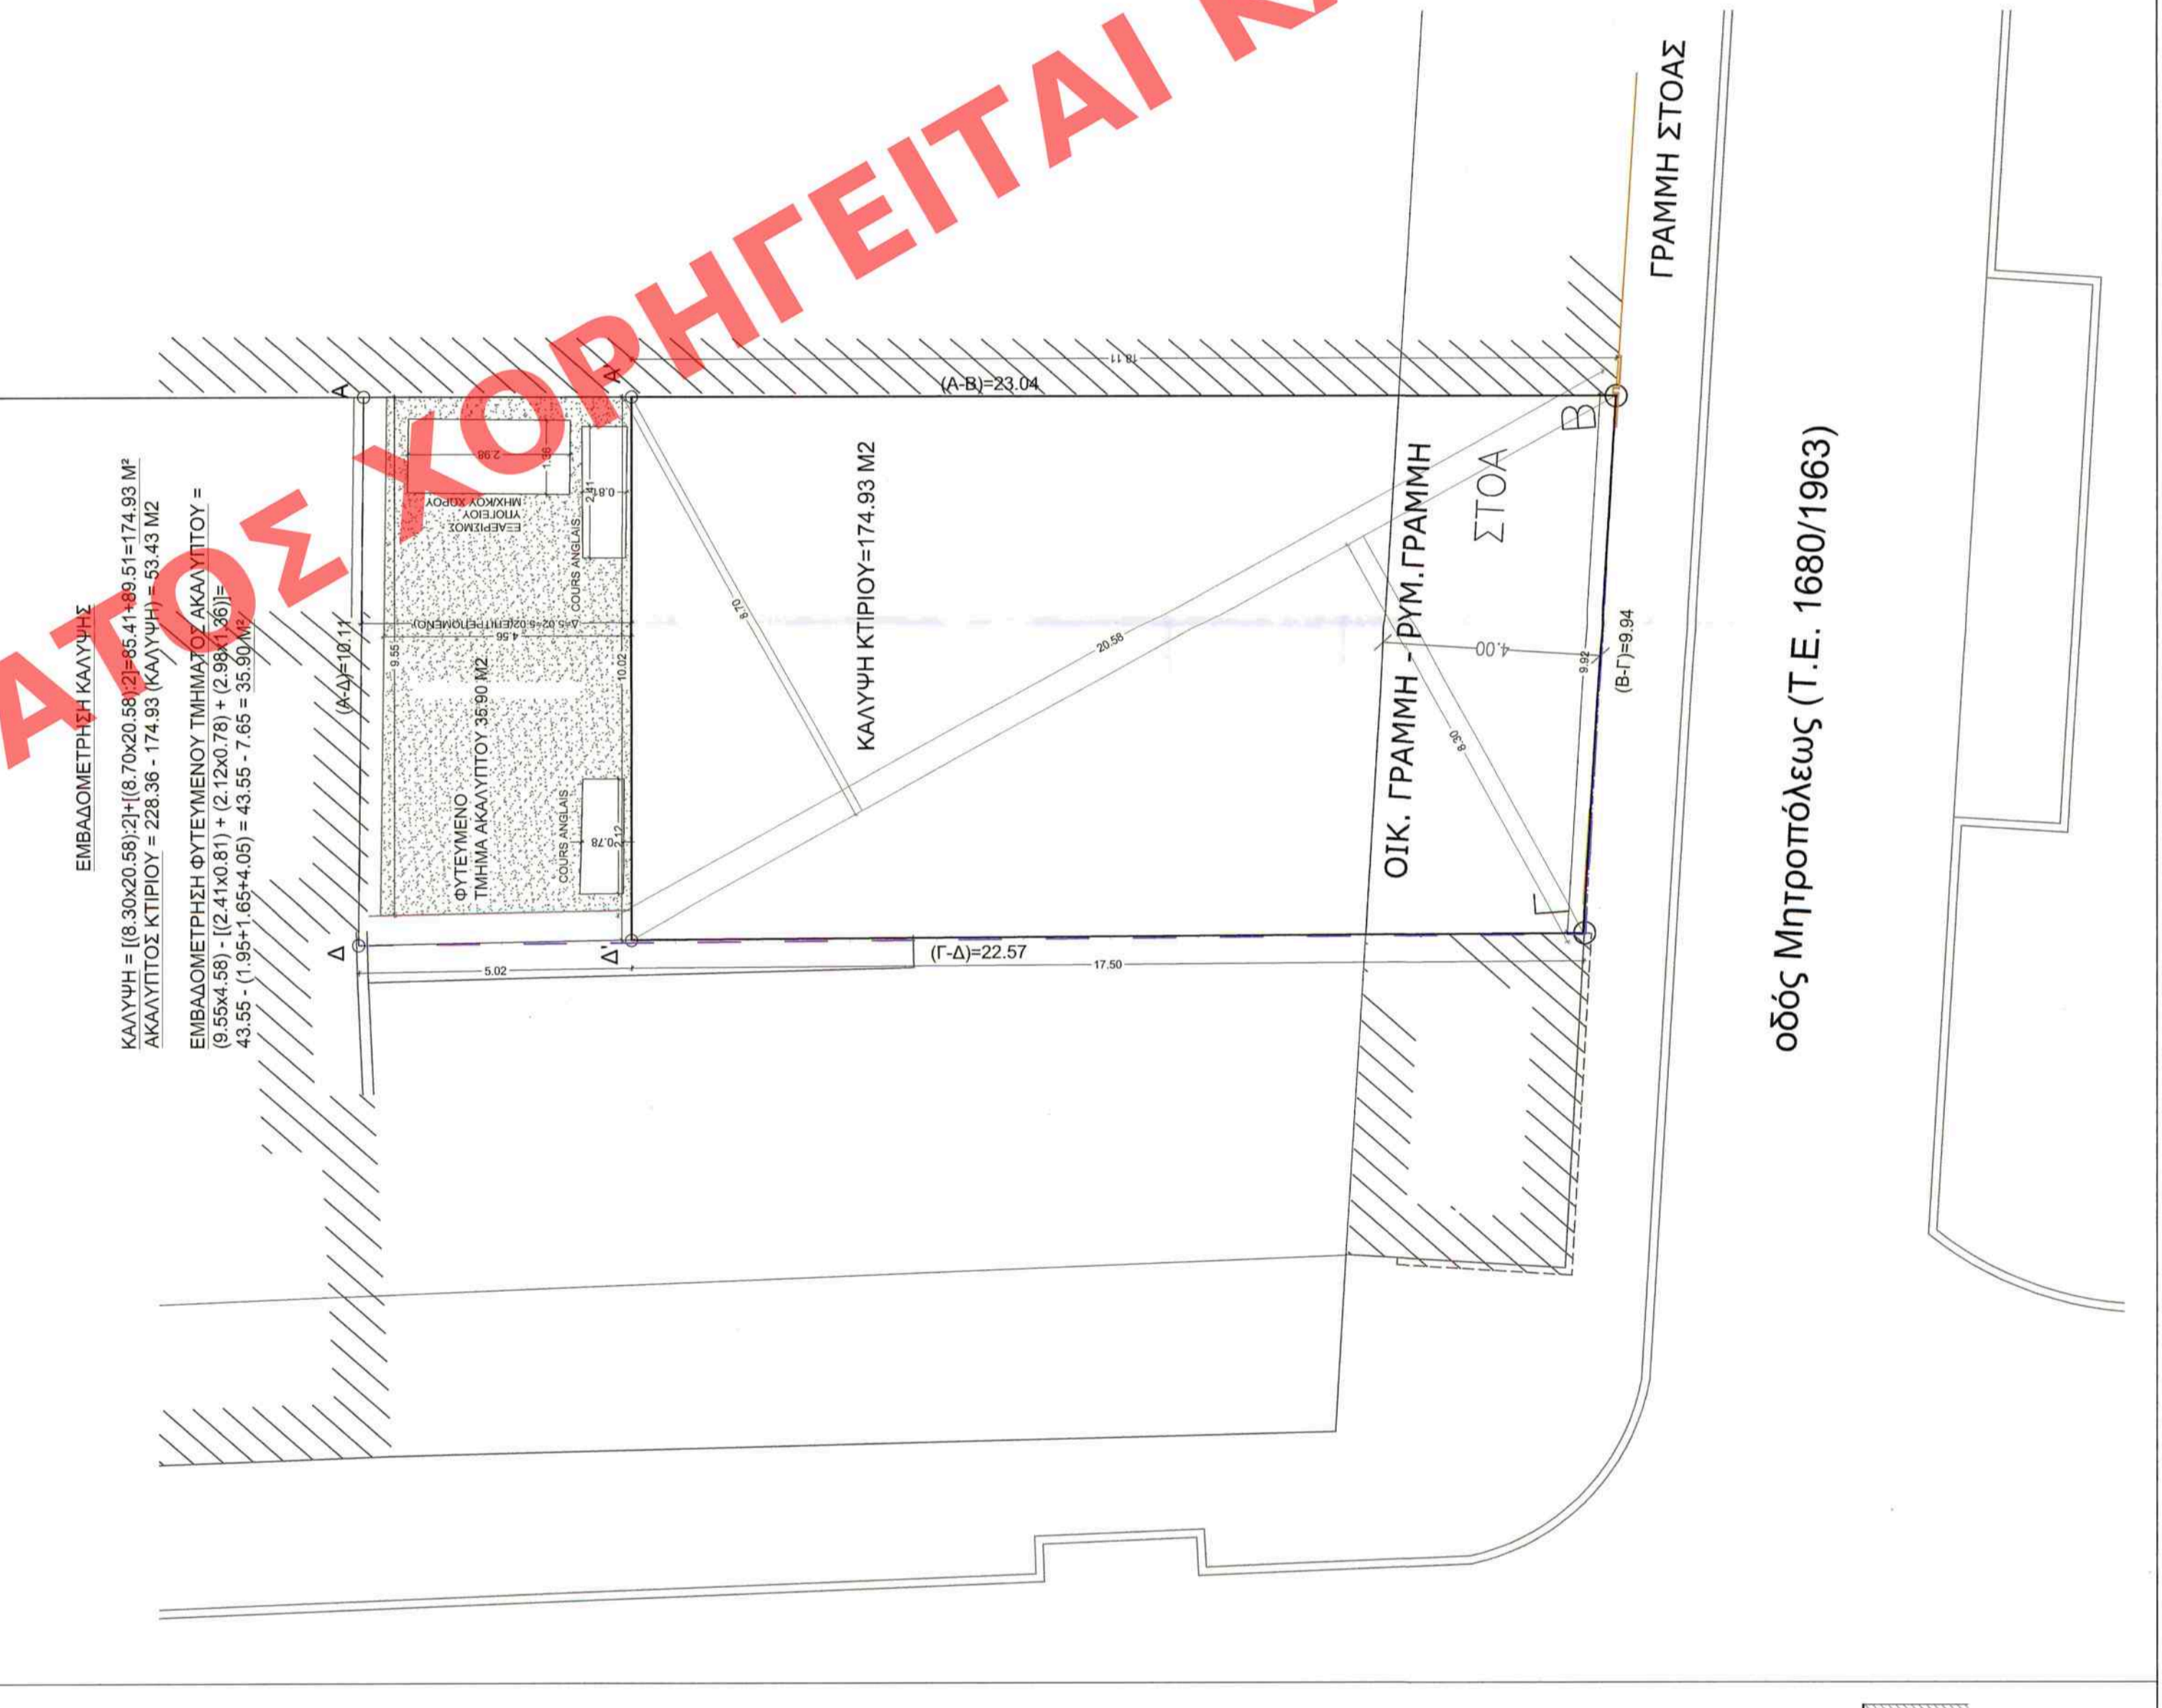 ΑΤΟΣ ΧΟΡΗΓΕΙΤΑΙ
ΕΜΒΑΔΟΜΕΤΡΗΣΗ ΚΑΛΥΨΗΣ
ΚΑΛΥΨΗ = [(8.30x20.58):2]+[(8.70x20.58):2]=85.41+89.51=174.93 Μ²
ΑΚΑΛΥΠΤΟΣ ΚΤΙΡΙΟΥ = 228.36 - 174.93 (ΚΑΛΥΨΗ) = 53.43 Μ2
ΕΜΒΑΔΟΜΕΤΡΗΣΗ ΦΥΤΕΥΜΕΝΟΥ ΤΜΗΜΑΤΟΣ ΑΚΑΛΥΠΤΟΥ =
(9.55x4.58) - [(2.41x0.81) + (2.12x0.78) + (2.98x1.36)]=
43.55 - (1.95+1.65+4.05) = 43.55 - 7.65 = 35.90 Μ²
Δ
(Α-Δ)=10.11
Α
9.55
ΦΥΤΕΥΜΕΝΟ
ΤΜΗΜΑ ΑΚΑΛΥΠΤΟΥ 35.90 Μ2
4.56
Δ=5.02<5.02(ΕΠΙΤΡΕΠΟΜΕΝΟ)
ΕΞΑΕΡΙΣΜΟΣ
ΥΠΟΓΕΙΟΥ
ΜΗΧ/ΚΟΥ ΧΩΡΟΥ
2.98
1.36
COURS ANGLAIS
0.78
2.12
COURS ANGLAIS
2.41
0.81
10.02
Δ'
Α'
5.02
8.70
ΚΑΛΥΨΗ ΚΤΙΡΙΟΥ=174.93 Μ2
(Γ-Δ)=22.57
(Α-Β)=23.04
17.50
18.11
20.58
ΟΙΚ. ΓΡΑΜΜΗ - ΡΥΜ.ΓΡΑΜΜΗ
8.30
4.00
ΣΤΟΑ
Γ
Β
9.92
(Β-Γ)=9.94
ΓΡΑΜΜΗ ΣΤΟΑΣ
οδός Μητροπόλεως (Τ.Ε. 1680/1963)